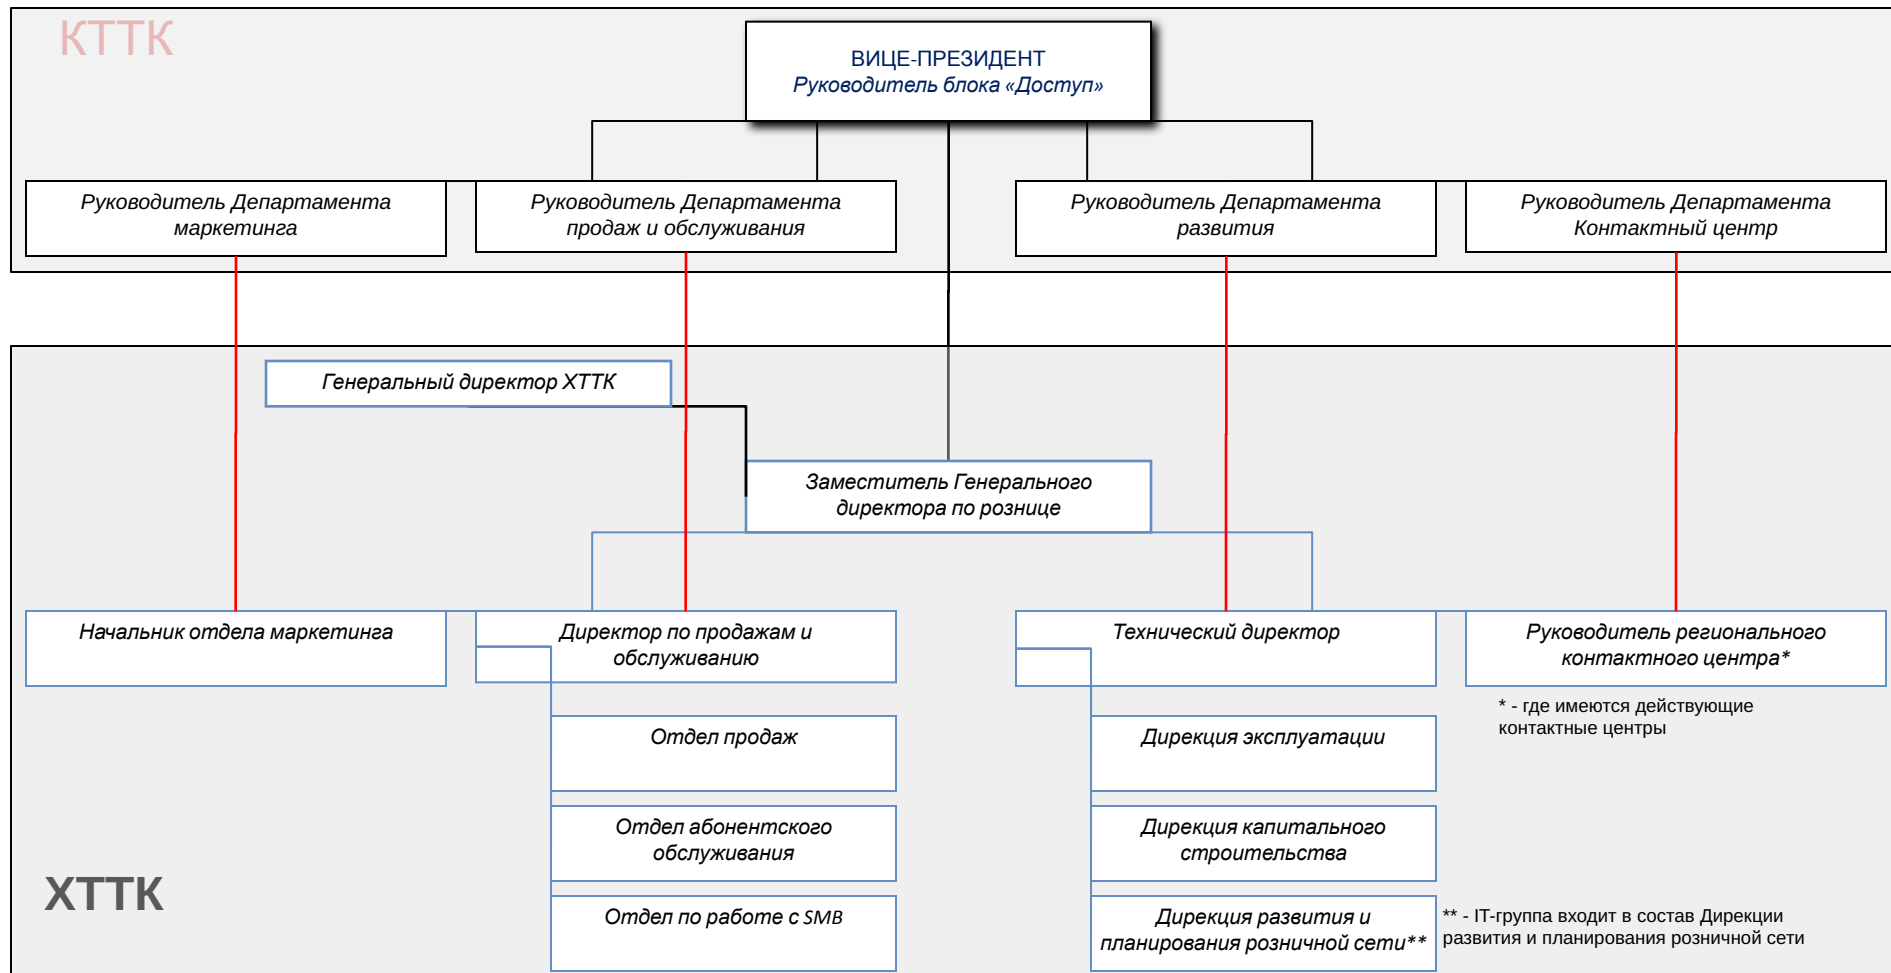 КТТК
ВИЦЕ-ПРЕЗИДЕНТ
Руководитель блока «Доступ»
Руководитель Департамента
маркетинга
Руководитель Департамента
продаж и обслуживания
Руководитель Департамента
развития
Руководитель Департамента
Контактный центр
Генеральный директор ХТТК
Заместитель Генерального
директора по рознице
Начальник отдела маркетинга
Директор по продажам и
обслуживанию
Технический директор
Руководитель регионального
контактного центра*
* - где имеются действующие
контактные центры
Отдел продаж
Дирекция эксплуатации
Отдел абонентского
обслуживания
Дирекция капитального
строительства
ХТТК
Отдел по работе с SMB
Дирекция развития и
планирования розничной сети**
** - IT-группа входит в состав Дирекции
развития и планирования розничной сети